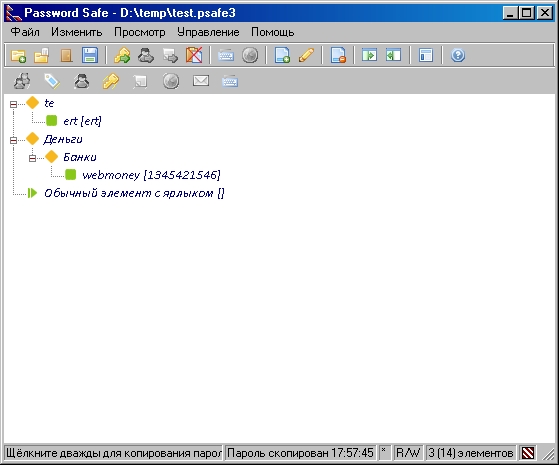 Password Safe - D:\temp\test.psafe3
Файл Изменить Просмотр Управление Помощь
te
ert [ert]
Деньги
Банки
webmoney [1345421546]
Обычный элемент с ярлыком []
Щёлкните дважды для копирования парол Пароль скопирован 17:57:45 * R/W 3 (14) элементов